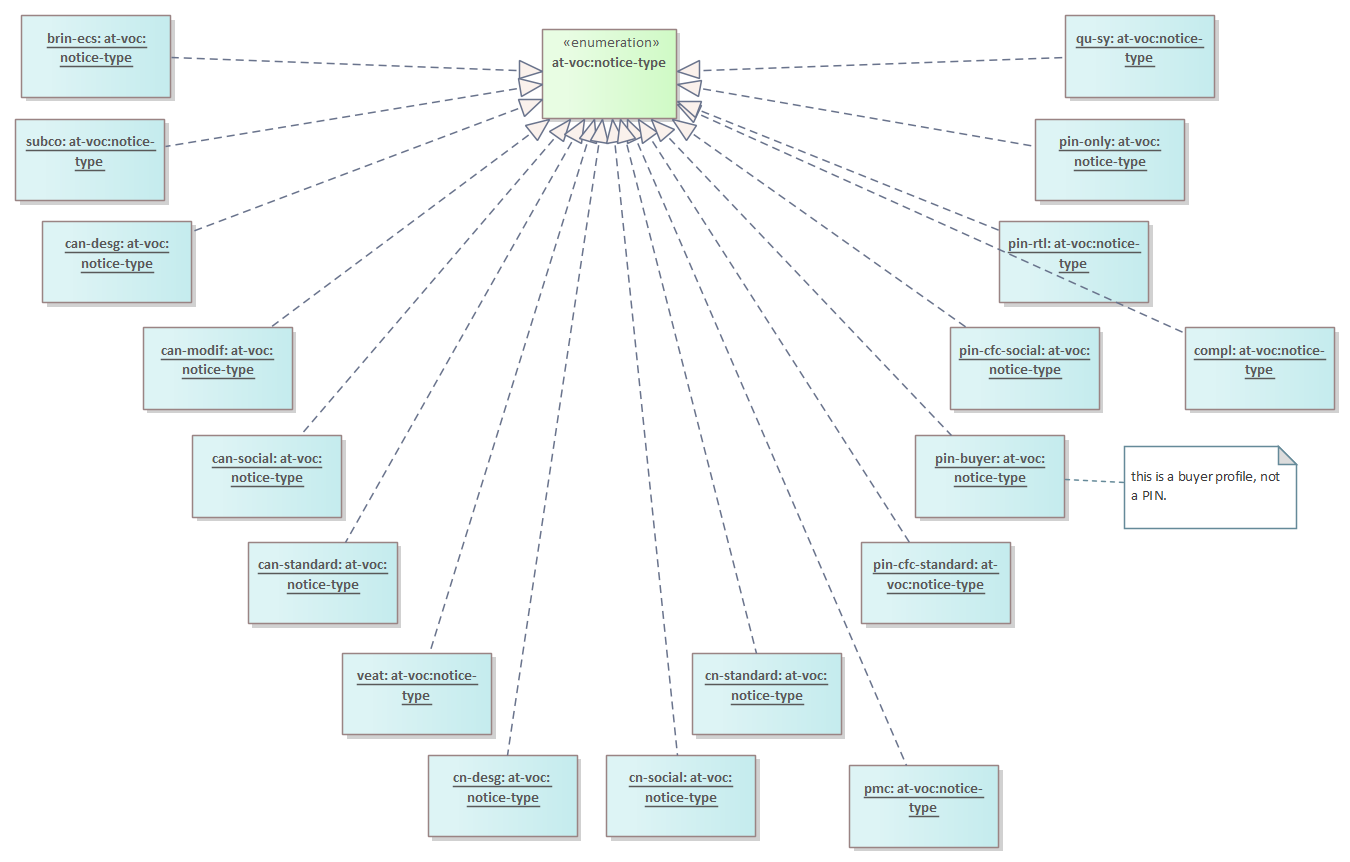 brin-ecs: at-voc:
notice-type
«enumeration»
at-voc:notice-type
qu-sy: at-voc:notice-
type
subco: at-voc:notice-
type
pin-only: at-voc:
notice-type
can-desg: at-voc:
notice-type
pin-rtl: at-voc:notice-
type
can-modif: at-voc:
notice-type
pin-cfc-social: at-voc:
notice-type
compl: at-voc:notice-
type
can-social: at-voc:
notice-type
pin-buyer: at-voc:
notice-type
this is a buyer profile, not
a PIN.
can-standard: at-voc:
notice-type
pin-cfc-standard: at-
voc:notice-type
veat: at-voc:notice-
type
cn-standard: at-voc:
notice-type
cn-desg: at-voc:
notice-type
cn-social: at-voc:
notice-type
pmc: at-voc:notice-
type